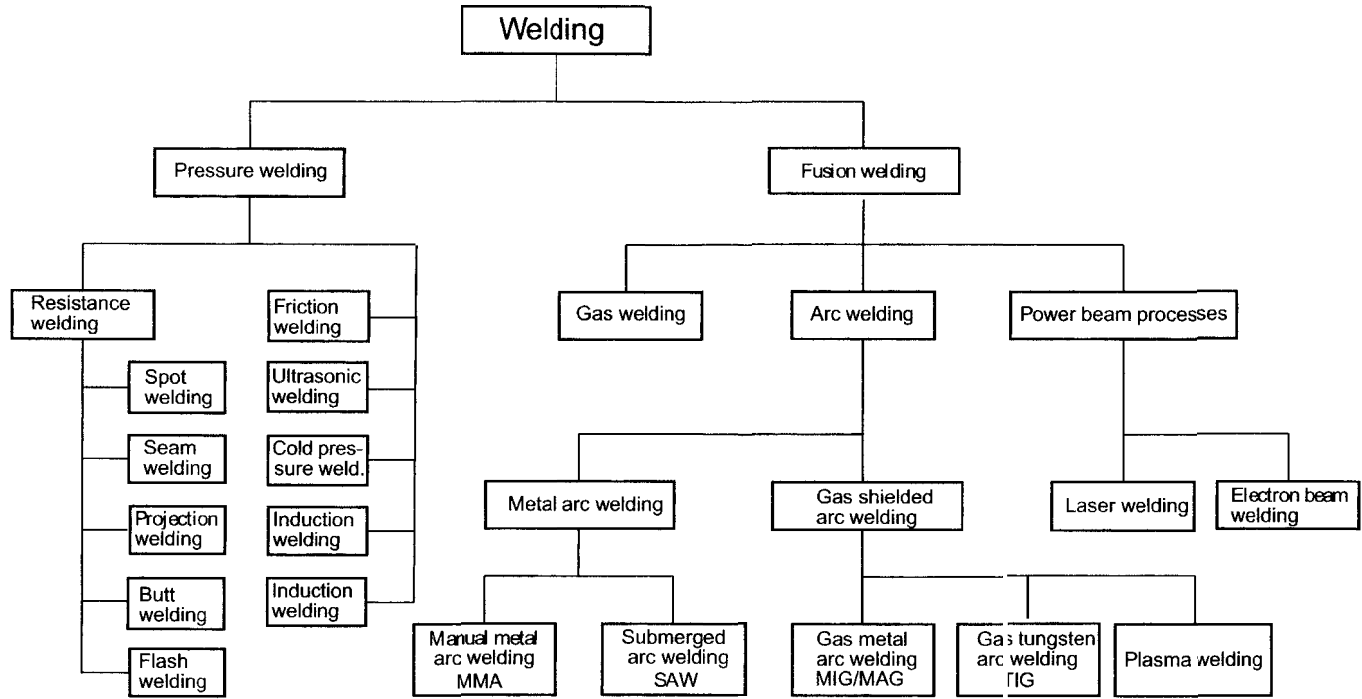 Welding
Pressure welding
Fusion welding
Resistance
welding
Friction
welding
Gas welding
Arc welding
Power beam processes
Spot
welding
Ultrasonic
welding
Seam
welding
Cold pres-
sure weld.
Metal arc welding
Gas shielded
arc welding
Laser welding
Electron beam
welding
Projection
welding
Induction
welding
Butt
welding
Induction
welding
Manual metal
arc welding
MMA
Submerged
arc welding
SAW
Gas metal
arc welding
MIG/MAG
Gas tungsten
arc welding
TIG
Plasma welding
Flash
welding